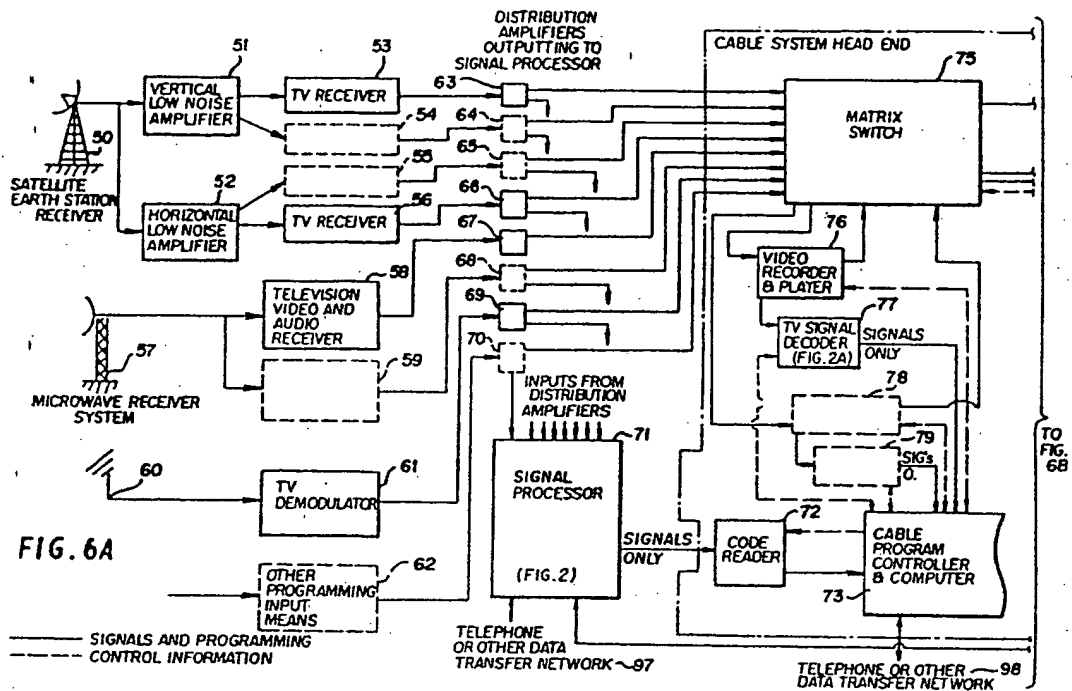 DISTRIBUTION
AMPLIFIERS
OUTPUTTING TO
SIGNAL PROCESSOR
CABLE SYSTEM HEAD END
51
VERTICAL
LOW NOISE
AMPLIFIER
53
TV RECEIVER
63
75
MATRIX
SWITCH
50
SATELLITE
EARTH STATION
RECEIVER
54
64
55
65
52
HORIZONTAL
LOW NOISE
AMPLIFIER
TV RECEIVER
56
66
67
58
TELEVISION
VIDEO AND
AUDIO
RECEIVER
68
69
70
76
VIDEO
RECORDER
& PLATER
77
TV SIGNAL
DECODER
(FIG.2A)
SIGNALS
ONLY
57
MICROWAVE RECEIVER
SYSTEM
59
INPUTS FROM
DISTRIBUTION
AMPLIFIERS
78
79
SIG's
O.
TO
FIG.
6B
60
TV
DEMODULATOR
61
71
SIGNAL
PROCESSOR
(FIG.2)
SIGNALS
ONLY
72
CODE
READER
CABLE
PROGRAM
CONTROLLER
& COMPUTER
73
FIG. 6A
OTHER
PROGRAMMING
INPUT
MEANS
62
SIGNALS AND PROGRAMMING
CONTROL INFORMATION
TELEPHONE
OR OTHER DATA
TRANSFER NETWORK 97
TELEPHONE OR OTHER 98
DATA TRANSFER NETWORK